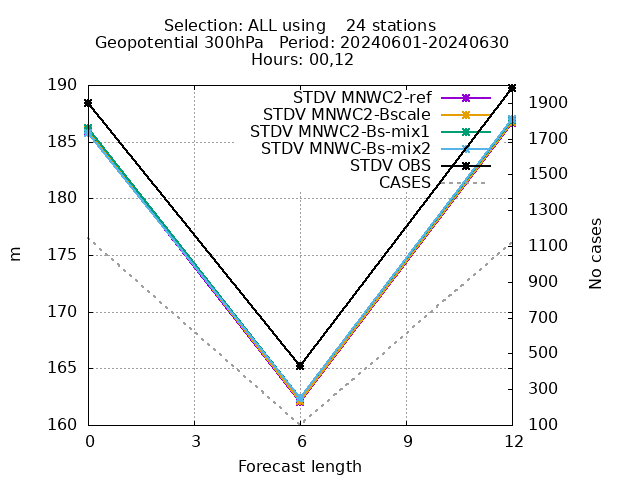 Selection: ALL using    24 stations
Geopotential 300hPa   Period: 20240601-20240630
Hours: 00,12
STDV MNWC2-ref
STDV MNWC2-Bscale
STDV MNWC2-Bs-mix1
STDV MNWC-Bs-mix2
STDV OBS
CASES
190
185
180
175
170
165
160
m
1900
1700
1500
1300
1100
900
700
500
300
100
No cases
0 3 6 9 12
Forecast length